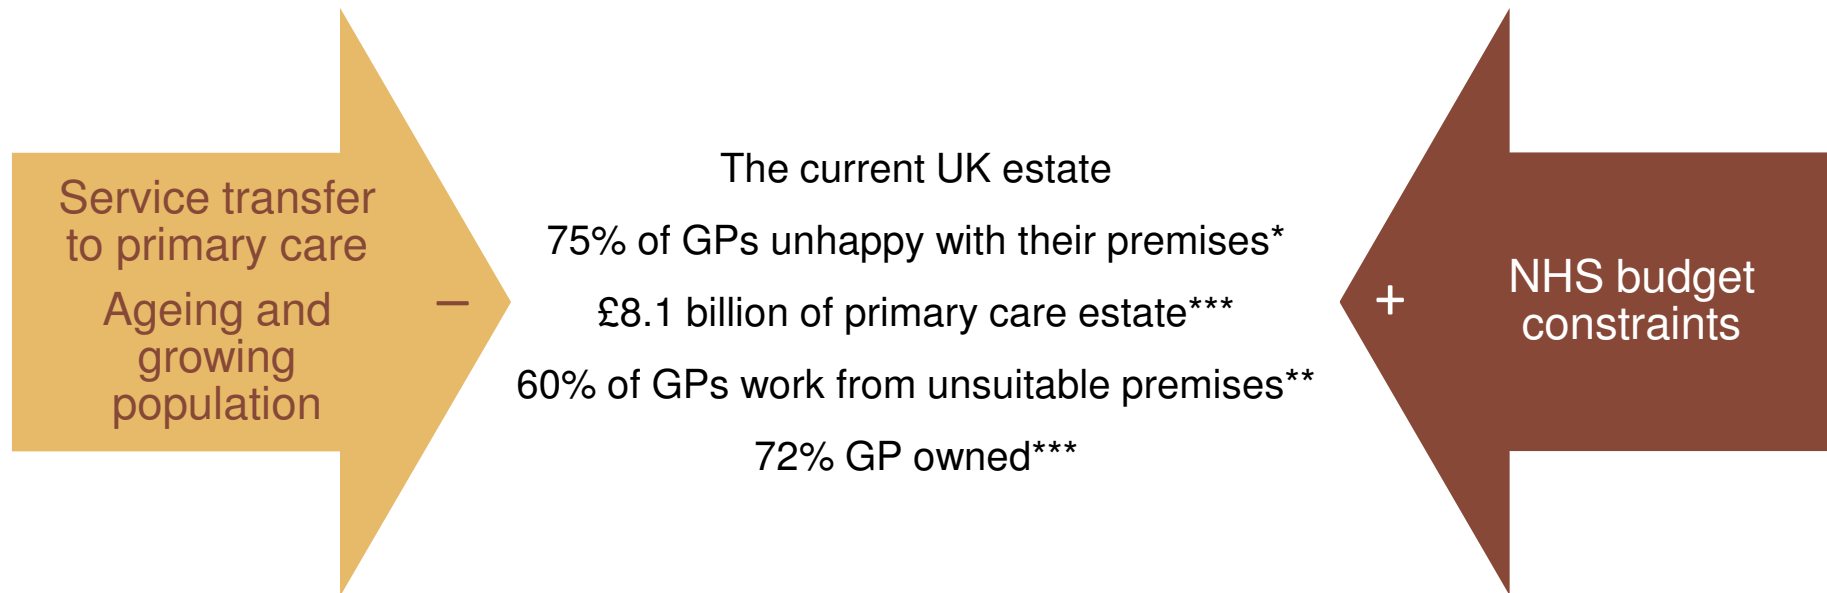 Service transfer
to primary care
Ageing and
growing
population
–
The current UK estate
75% of GPs unhappy with their premises*
£8.1 billion of primary care estate***
60% of GPs work from unsuitable premises**
72% GP owned***
+
NHS budget
constraints